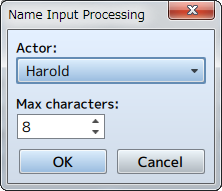 Name Input Processing
Actor:
Harold
Max characters:
8
OK
Cancel